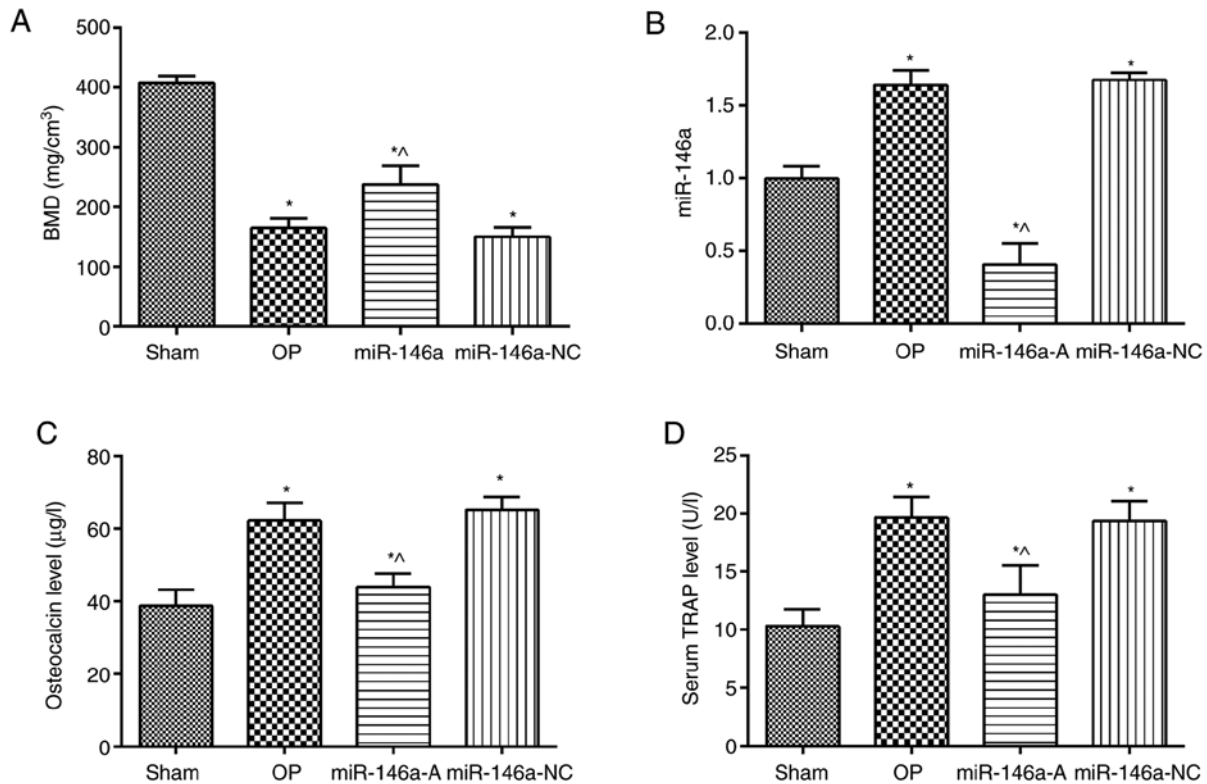 A
BMD (mg/cm³)
500
400
300
200
100
0
*
*^
*
Sham OP miR-146a miR-146a-NC
B
miR-146a
2.0
1.5
1.0
0.5
0.0
*
*^
*
Sham OP miR-146a-A miR-146a-NC
C
Osteocalcin level (µg/l)
80
60
40
20
0
*
*^
*
Sham OP miR-146a-A miR-146a-NC
D
Serum TRAP level (U/l)
25
20
15
10
5
0
*
*^
*
Sham OP miR-146a-A miR-146a-NC